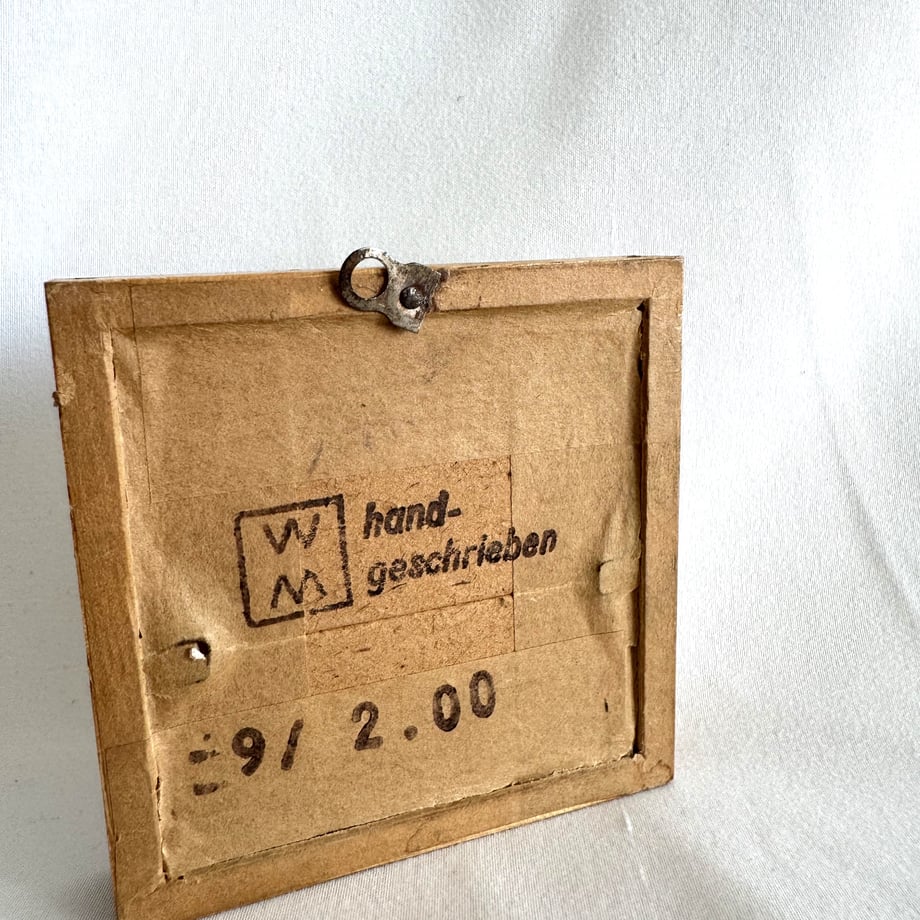 W
M
hand-
geschrieben
9/ 2.00